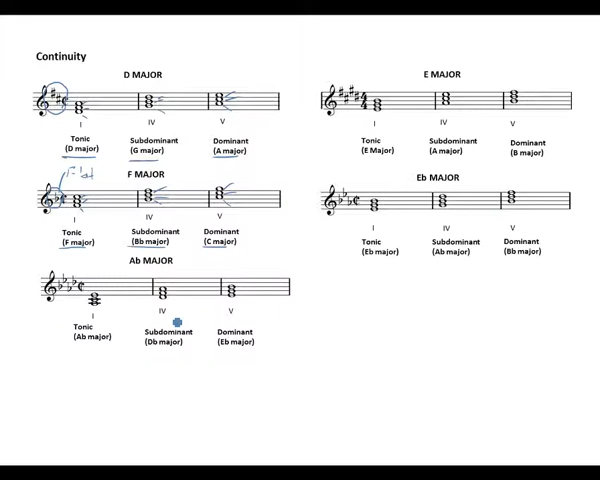 Continuity
D MAJOR
I IV V
Tonic Subdominant Dominant
(D major) (G major) (A major)
Flat
F MAJOR
I IV V
Tonic Subdominant Dominant
(F major) (Bb major) (C major)
Ab MAJOR
I IV V
Tonic Subdominant Dominant
(Ab major) (Db major) (Eb major)
E MAJOR
I IV V
Tonic Subdominant Dominant
(E Major) (A major) (B major)
Eb MAJOR
I IV V
Tonic Subdominant Dominant
(Eb major) (Ab major) (Bb major)